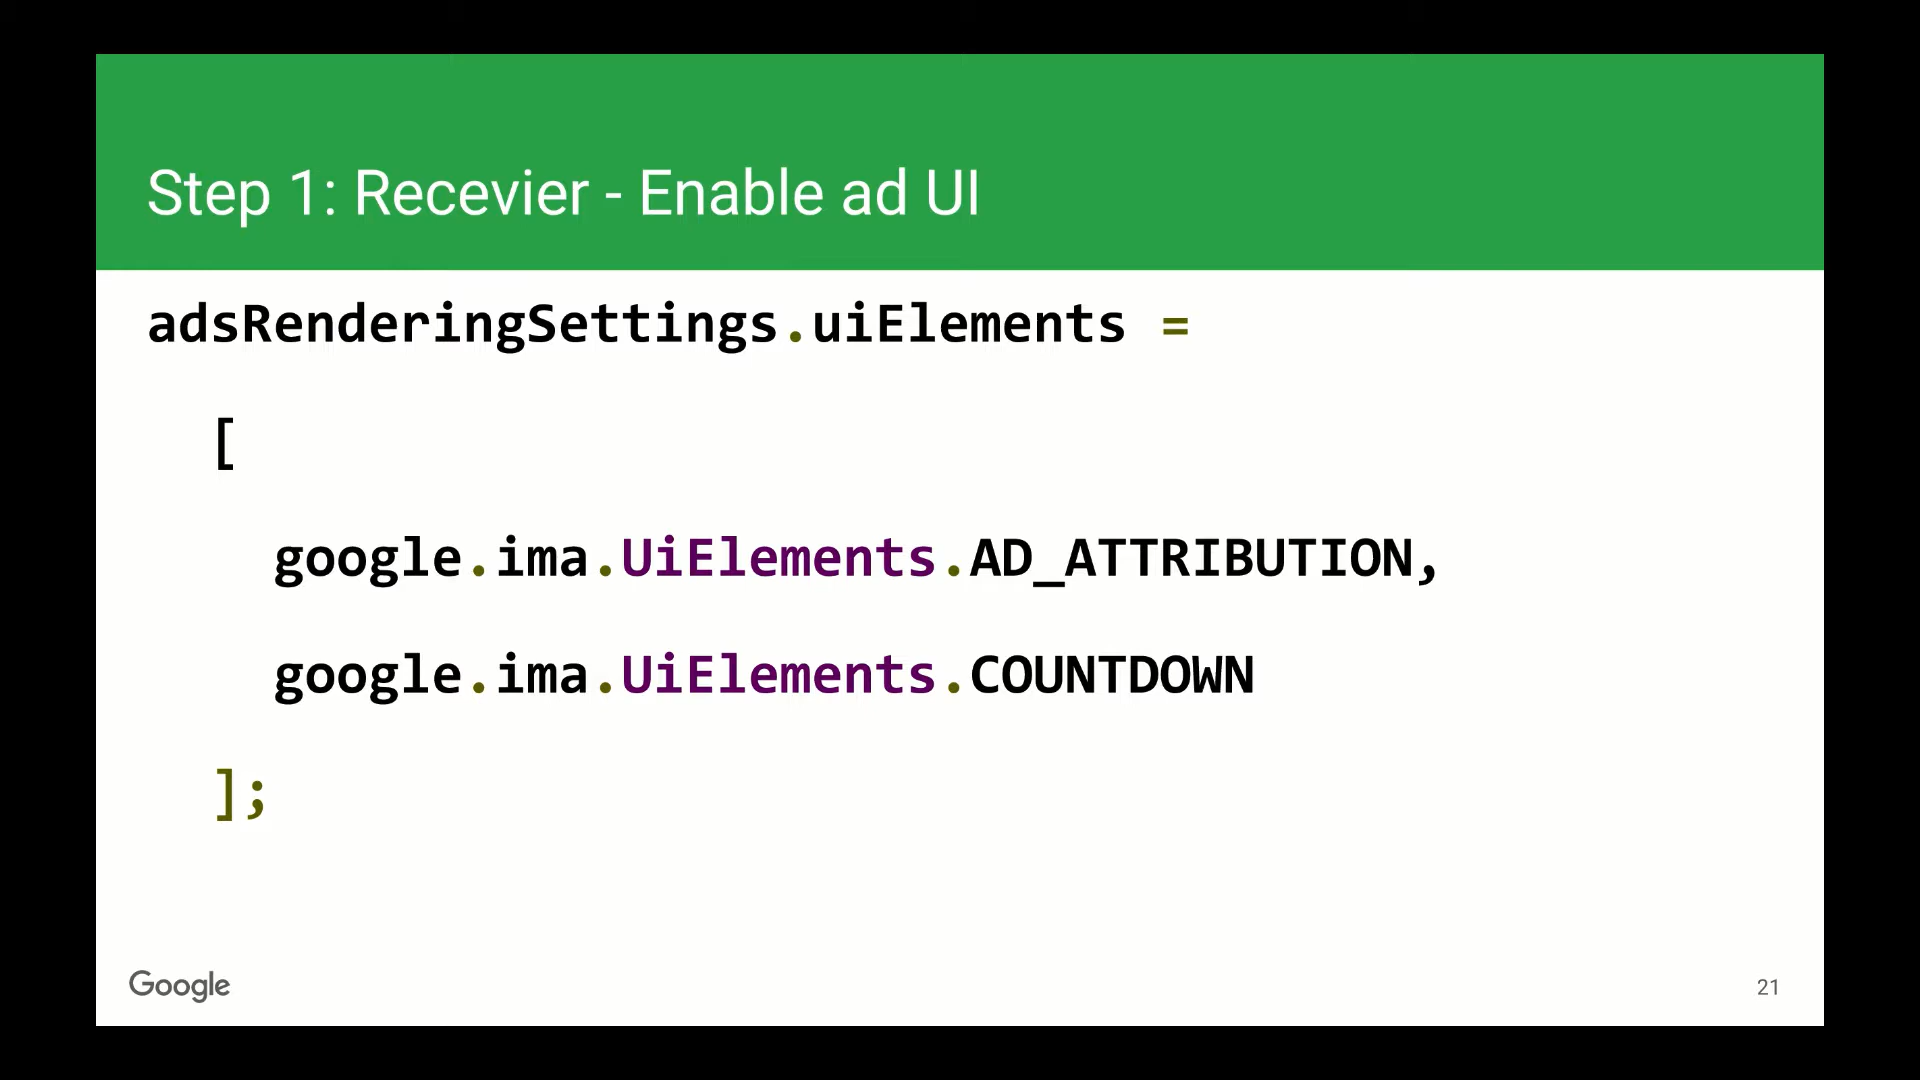 Step 1: Recevier - Enable ad UI
adsRenderingSettings.uiElements =
[
google.ima.UiElements.AD_ATTRIBUTION,
google.ima.UiElements.COUNTDOWN
];
Google
21